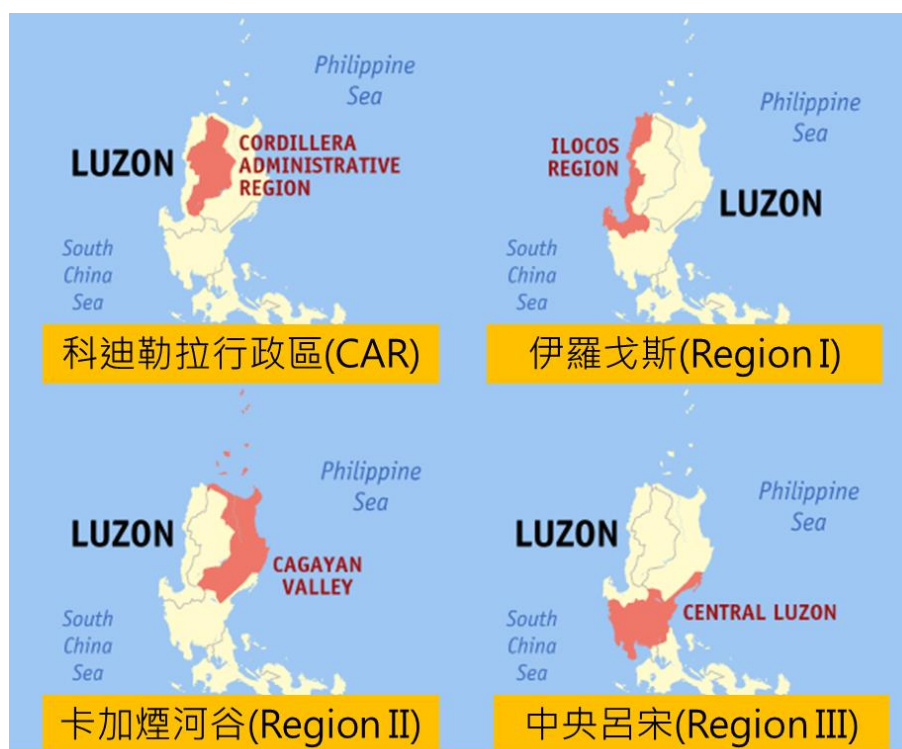 Philippine
Sea
LUZON
CORDILLERA
ADMINISTRATIVE
REGION
South
China
Sea
科迪勒拉行政區(CAR)
Philippine
Sea
ILOCOS
REGION
LUZON
South
China
Sea
伊羅戈斯(Region I)
Philippine
Sea
LUZON
CAGAYAN
VALLEY
South
China
Sea
卡加煙河谷(Region II)
Philippine
Sea
LUZON
CENTRAL LUZON
South
China
Sea
中央呂宋(Region III)